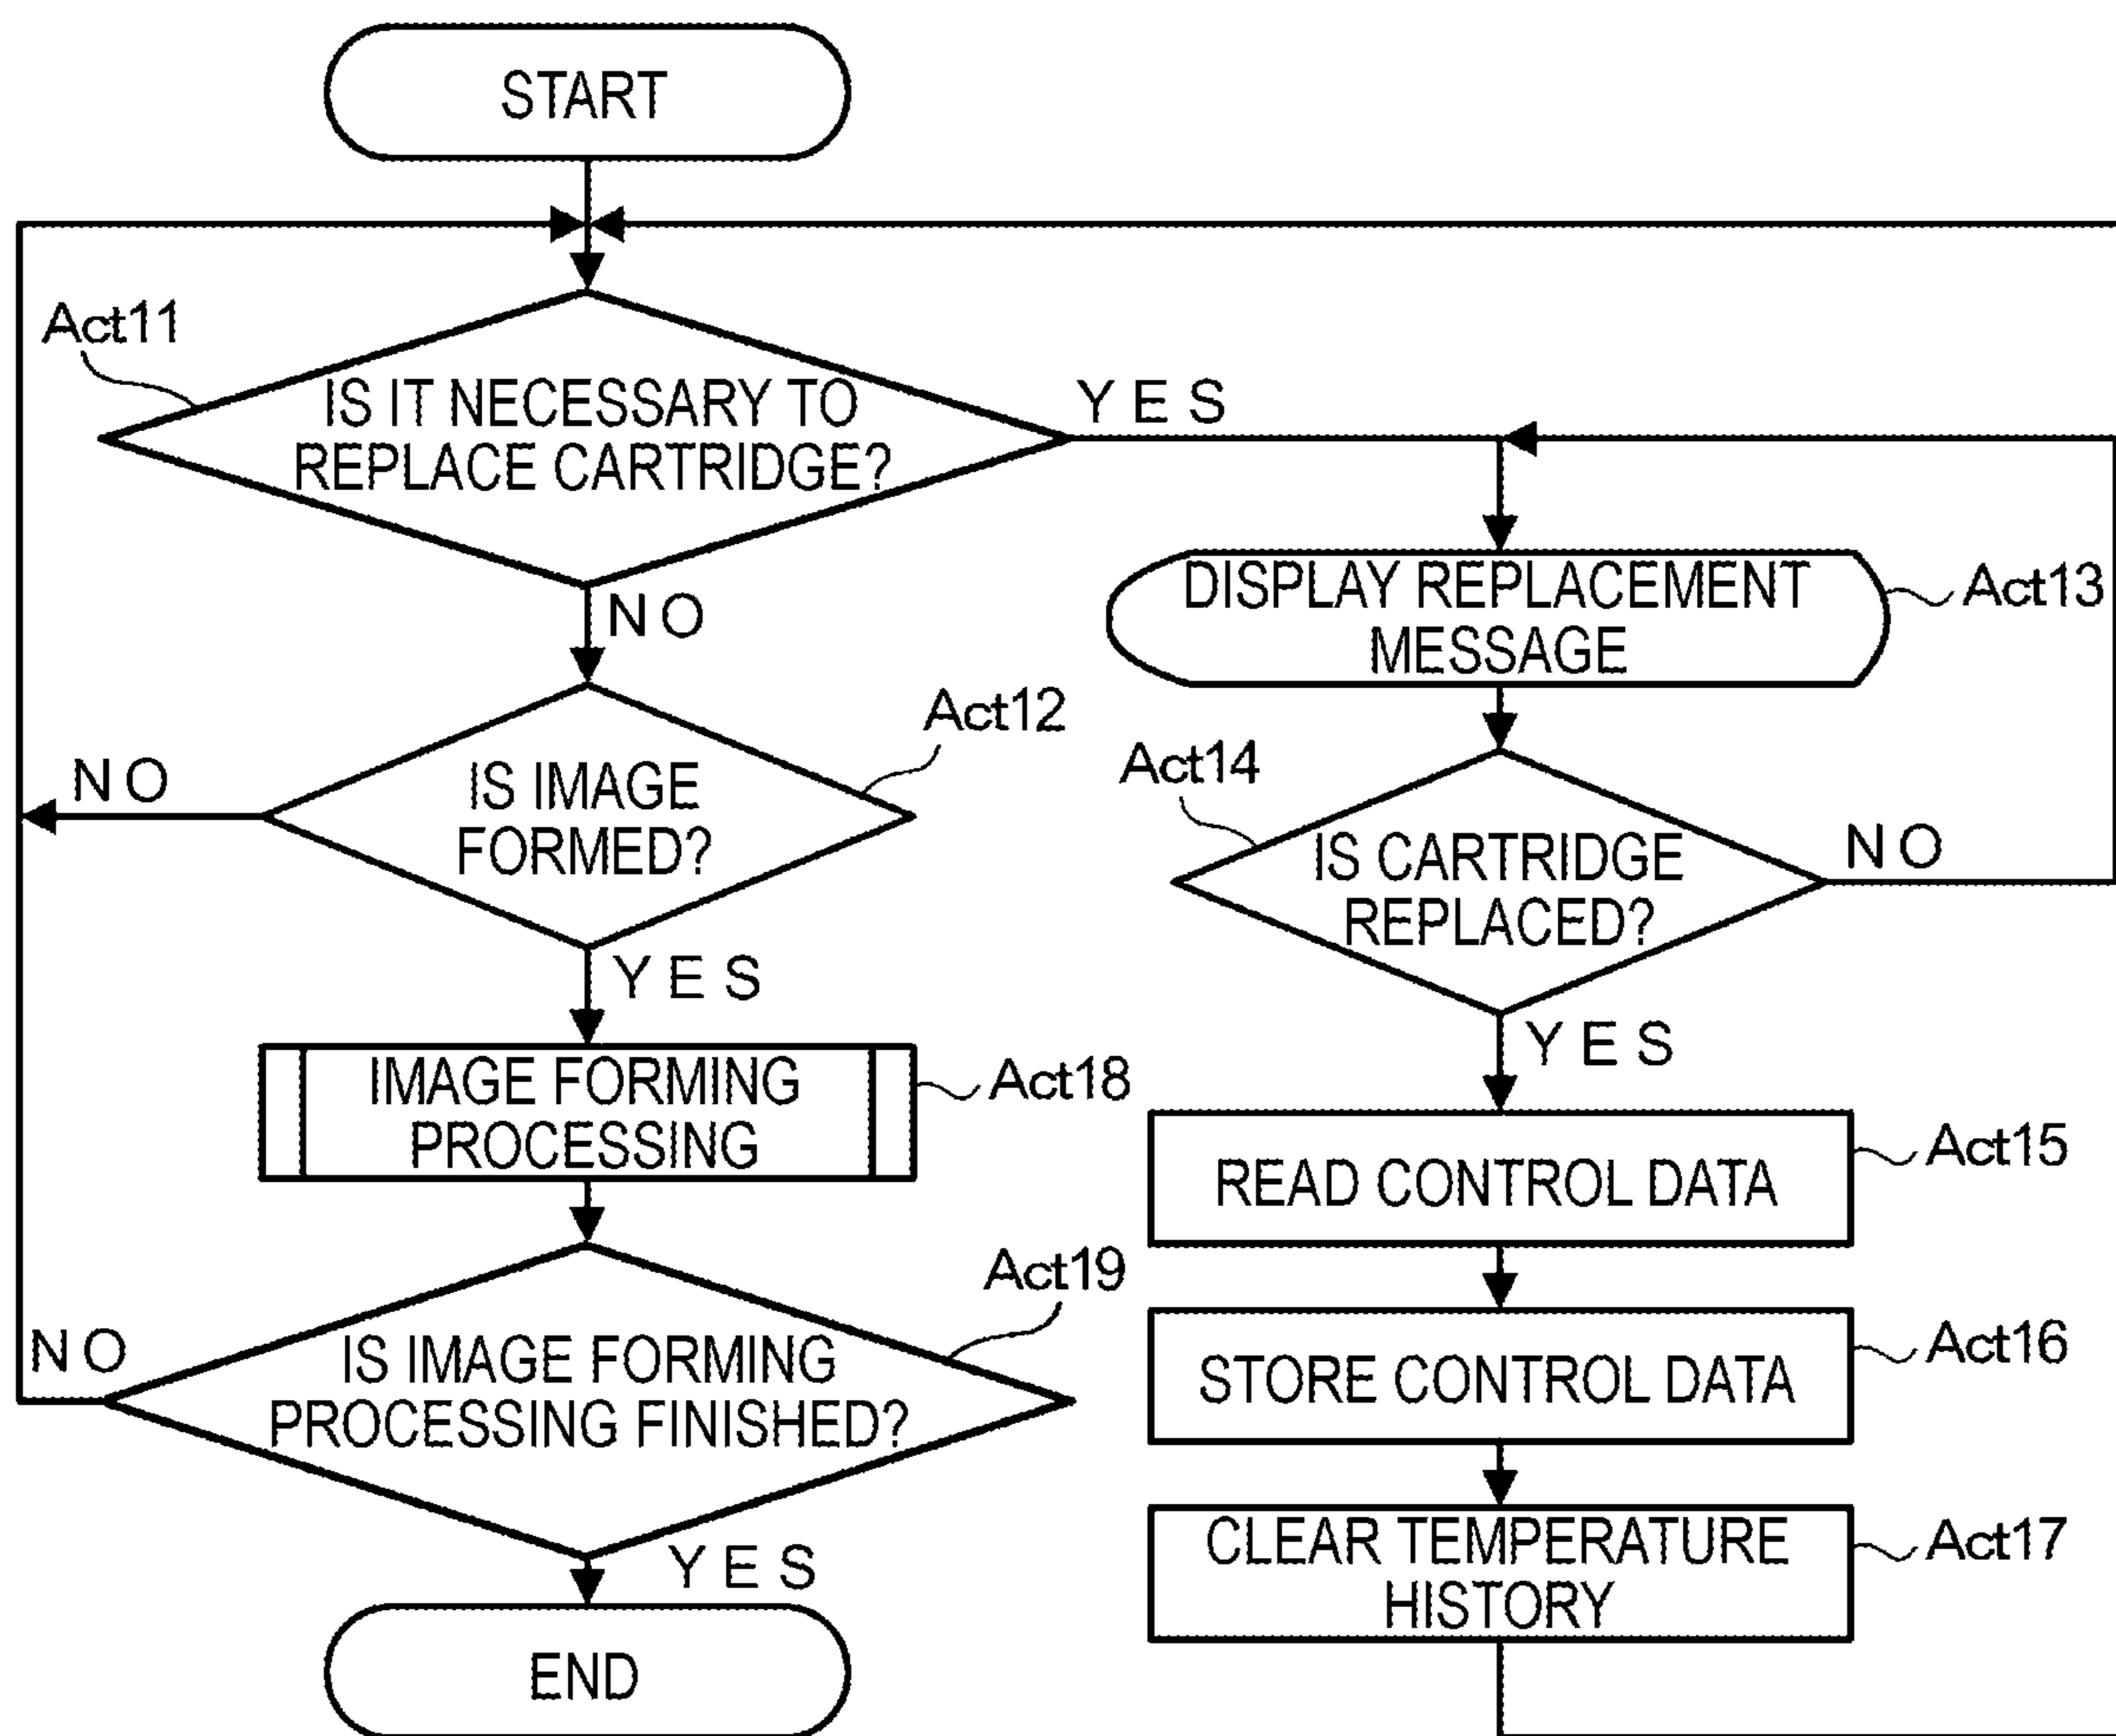 START
Act11
IS IT NECESSARY TO
REPLACE CARTRIDGE?
YES
NO
Act12
IS IMAGE
FORMED?
NO
YES
IMAGE FORMING
PROCESSING
Act18
Act19
IS IMAGE FORMING
PROCESSING FINISHED?
NO
YES
END
DISPLAY REPLACEMENT
MESSAGE
Act13
Act14
IS CARTRIDGE
REPLACED?
NO
YES
READ CONTROL DATA
Act15
STORE CONTROL DATA
Act16
CLEAR TEMPERATURE
HISTORY
Act17